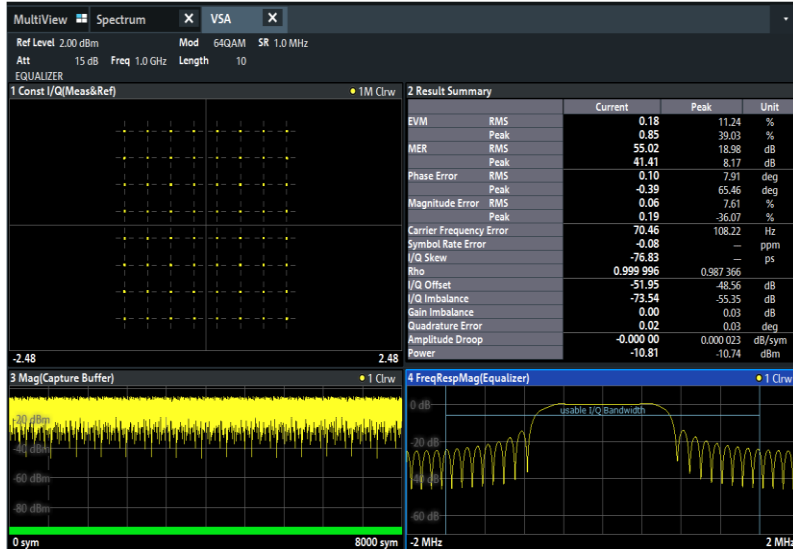 MultiView Spectrum X VSA X
Ref Level 2.00 dBm Mod 64QAM SR 1.0 MHz
Att 15 dB Freq 1.0 GHz Length 10
EQUALIZER
1 Const I/Q(Meas&Ref) 1M Clrw
-2.48 2.48
2 Result Summary
Current Peak Unit
EVM RMS 0.18 11.24 %
Peak 0.85 39.03 %
MER RMS 55.02 18.98 dB
Peak 41.41 8.17 dB
Phase Error RMS 0.10 7.91 deg
Peak -0.39 65.46 deg
Magnitude Error RMS 0.06 7.61 %
Peak 0.19 -36.07 %
Carrier Frequency Error 70.46 108.22 Hz
Symbol Rate Error -0.08 — ppm
I/Q Skew -76.83 — ps
Rho 0.999 996 0.987 366
I/Q Offset -51.95 -48.56 dB
I/Q Imbalance -73.54 -55.35 dB
Gain Imbalance 0.00 0.03 dB
Quadrature Error 0.02 0.03 deg
Amplitude Droop -0.000 00 0.000 023 dB/sym
Power -10.81 -10.74 dBm
3 Mag(Capture Buffer) 1 Clrw
-20 dBm
-40 dBm
-60 dBm
-80 dBm
0 sym 8000 sym
4 FreqRespMag(Equalizer) 1 Clrw
0 dB
usable I/Q Bandwidth
-20 dB
-40 dB
-60 dB
-2 MHz 2 MHz